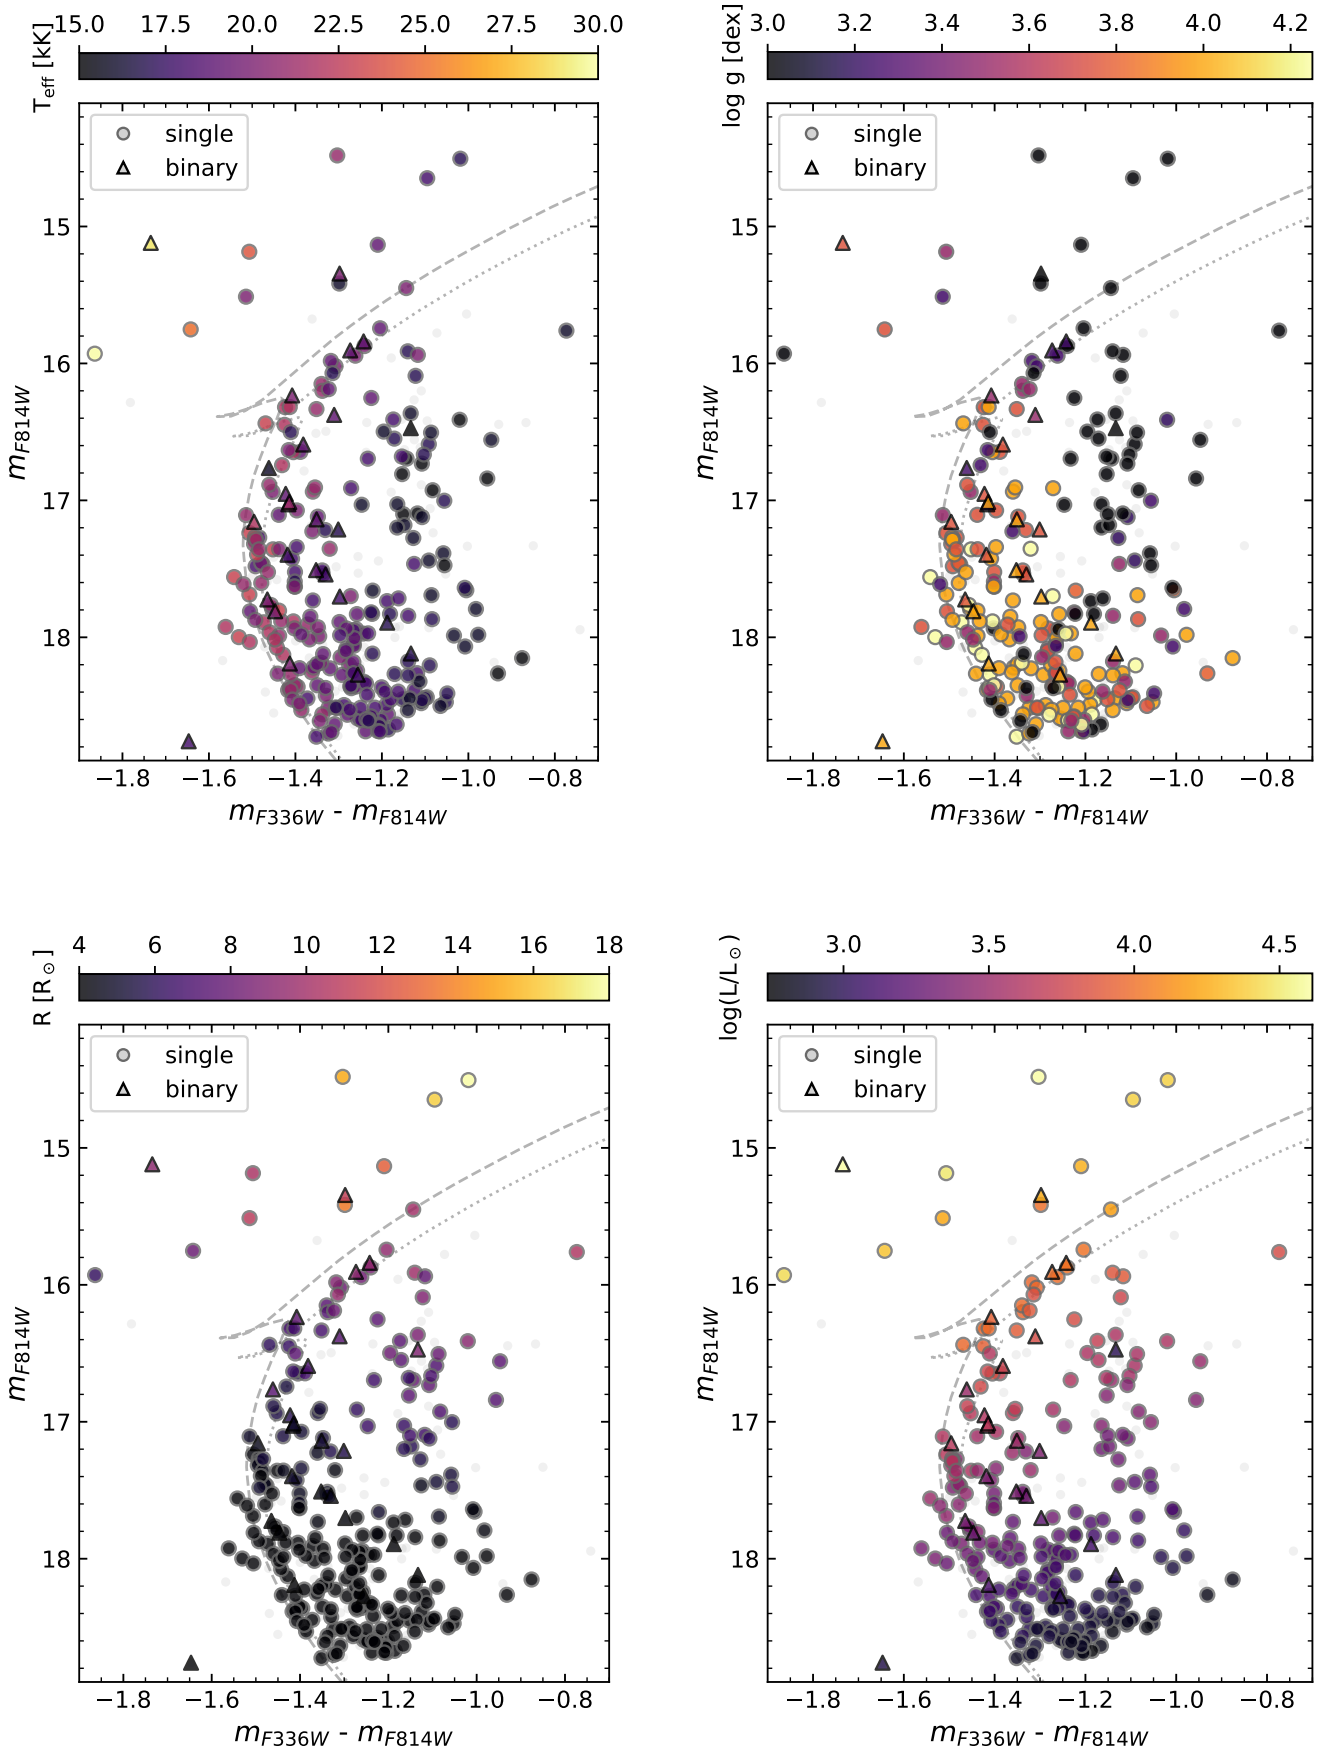 15.0 17.5 20.0 22.5 25.0 27.5 30.0
T_eff [kK]
single
binary
15
16
17
18
m_F814W
−1.8 −1.6 −1.4 −1.2 −1.0 −0.8
m_F336W - m_F814W
3.0 3.2 3.4 3.6 3.8 4.0 4.2
log g [dex]
single
binary
15
16
17
18
m_F814W
−1.8 −1.6 −1.4 −1.2 −1.0 −0.8
m_F336W - m_F814W
4 6 8 10 12 14 16 18
R [R_⊙]
single
binary
15
16
17
18
m_F814W
−1.8 −1.6 −1.4 −1.2 −1.0 −0.8
m_F336W - m_F814W
3.0 3.5 4.0 4.5
log(L/L_⊙)
single
binary
15
16
17
18
m_F814W
−1.8 −1.6 −1.4 −1.2 −1.0 −0.8
m_F336W - m_F814W